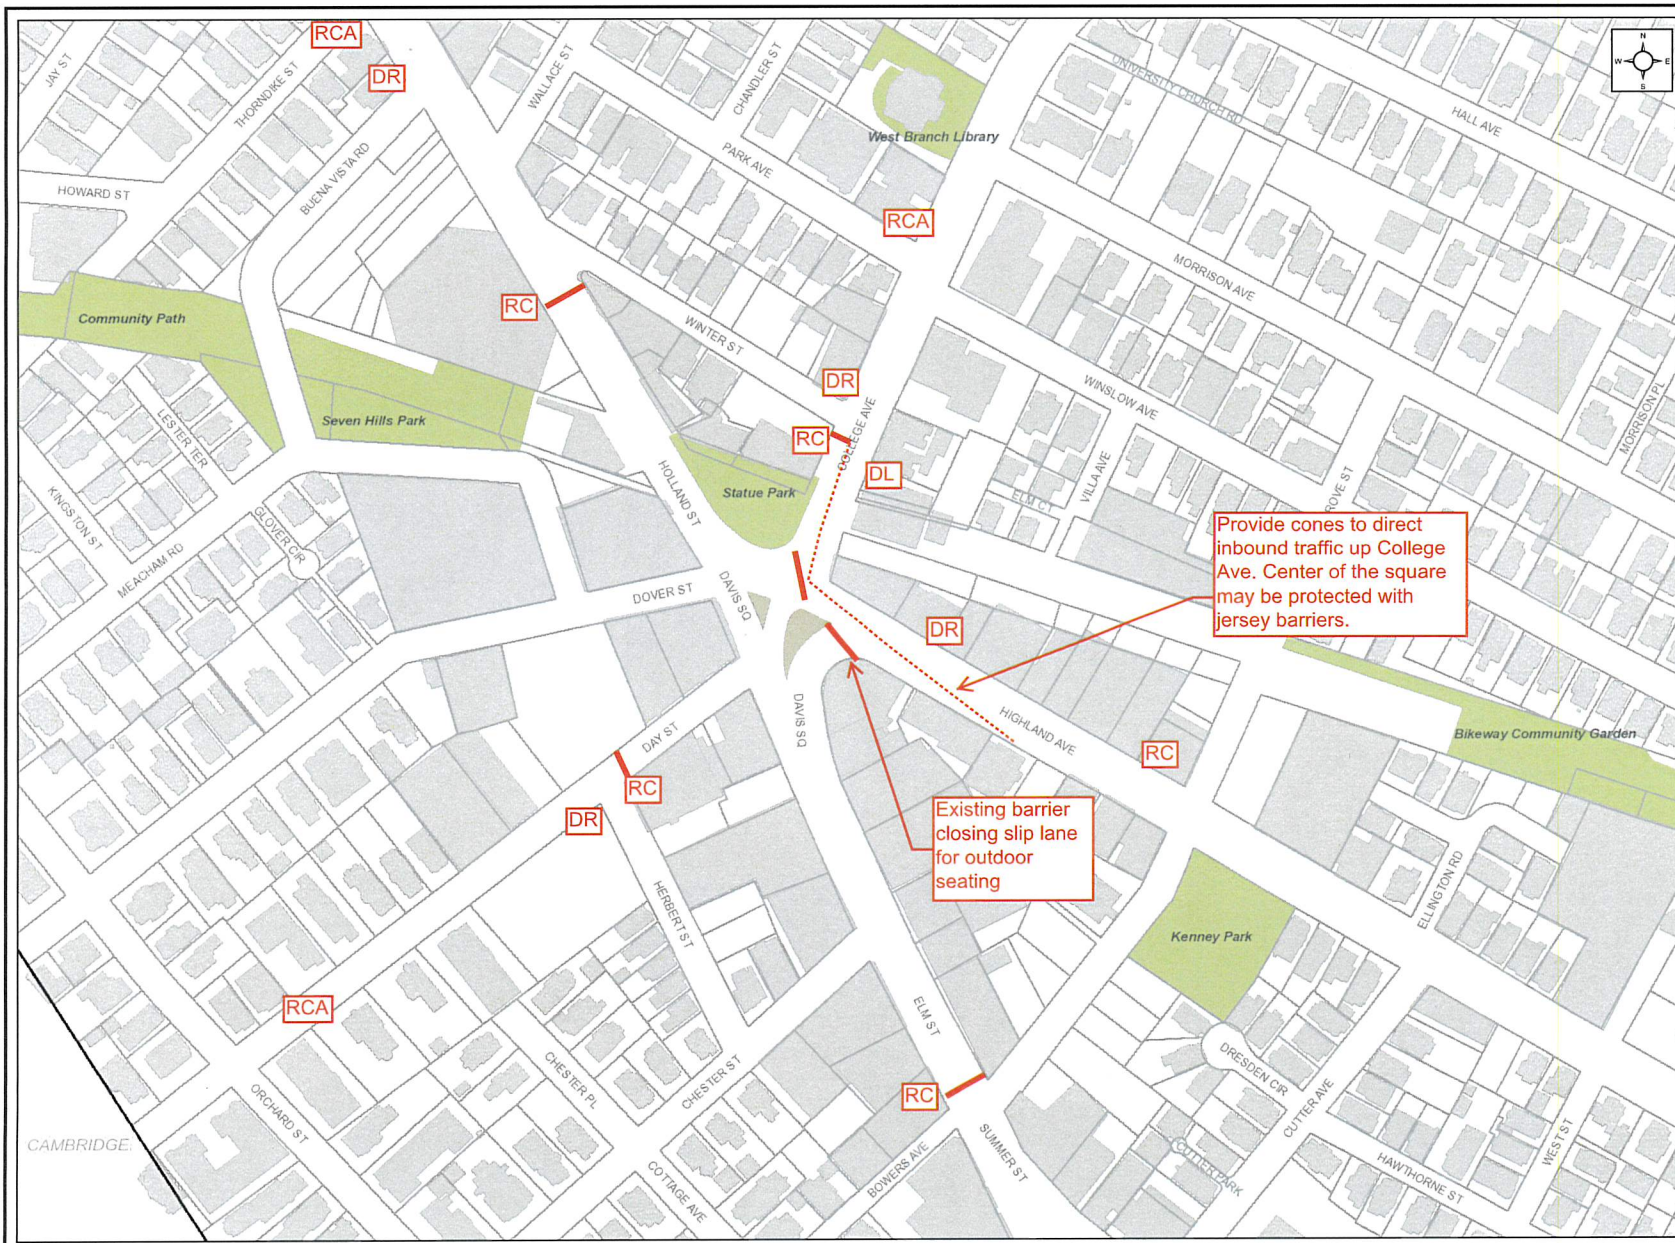 RCA
DR
JAY ST
THORNDIKE ST
WALLACE ST
CHANDLER ST
UNIVERSITY CHURCH RD
HALL AVE
N
W
E
S
West Branch Library
PARK AVE
HOWARD ST
BUENA VISTA RD
RCA
MORRISON AVE
Community Path
RC
WINTER ST
DR
WINSLOW AVE
MORRISON PL
LESTER TER
Seven Hills Park
RC
COLLEGE AVE
DL
VILLA AVE
ELM CT
GROVE ST
KINGSTON ST
GLOVER CIR
HOLLAND ST
Statue Park
MEACHAM RD
Provide cones to direct
inbound traffic up College
Ave. Center of the square
may be protected with
jersey barriers.
DOVER ST
DAVIS SQ
DR
DAVIS SQ
HIGHLAND AVE
DAY ST
RC
Bikeway Community Garden
RC
DR
Existing barrier
closing slip lane
for outdoor
seating
HERBERT ST
ELLINGTON RD
Kenney Park
RCA
ELM ST
CHESTER PL
CHESTER ST
DRESDEN CIR
CUTTER AVE
RC
ORCHARD ST
CAMBRIDGE
SUMMER ST
BOWERS AVE
COTTAGE AVE
CUTTER PARK
HAWTHORNE ST
WEST ST